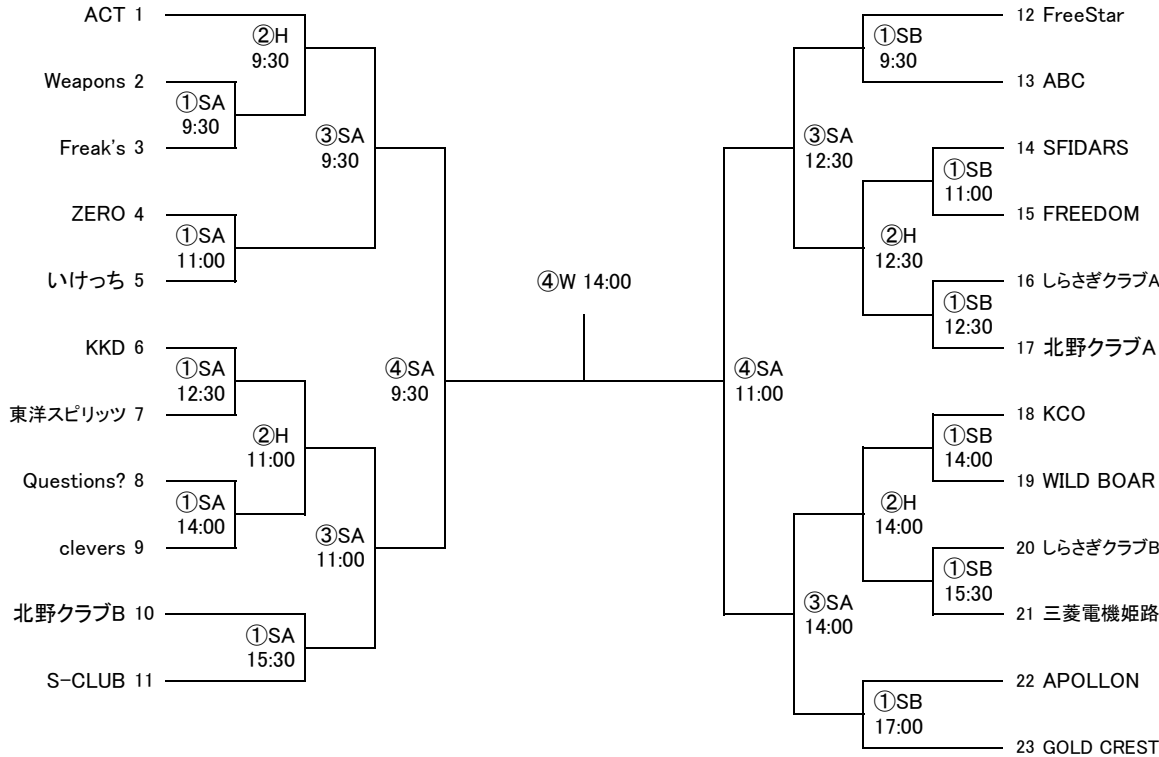 ACT 1
②H
9:30
Weapons 2
①SA
9:30
Freak's 3
③SA
9:30
ZERO 4
①SA
11:00
いけっち 5
KKD 6
①SA
12:30
④SA
9:30
東洋スピリッツ 7
②H
11:00
Questions? 8
①SA
14:00
clevers 9
③SA
11:00
北野クラブB 10
①SA
15:30
S-CLUB 11
④W 14:00
12 FreeStar
①SB
9:30
13 ABC
③SA
12:30
14 SFIDARS
①SB
11:00
15 FREEDOM
②H
12:30
16 しらさぎクラブA
①SB
12:30
17 北野クラブA
④SA
11:00
18 KCO
①SB
14:00
19 WILD BOAR
②H
14:00
20 しらさぎクラブB
①SB
15:30
21 三菱電機姫路
③SA
14:00
22 APOLLON
①SB
17:00
23 GOLD CREST